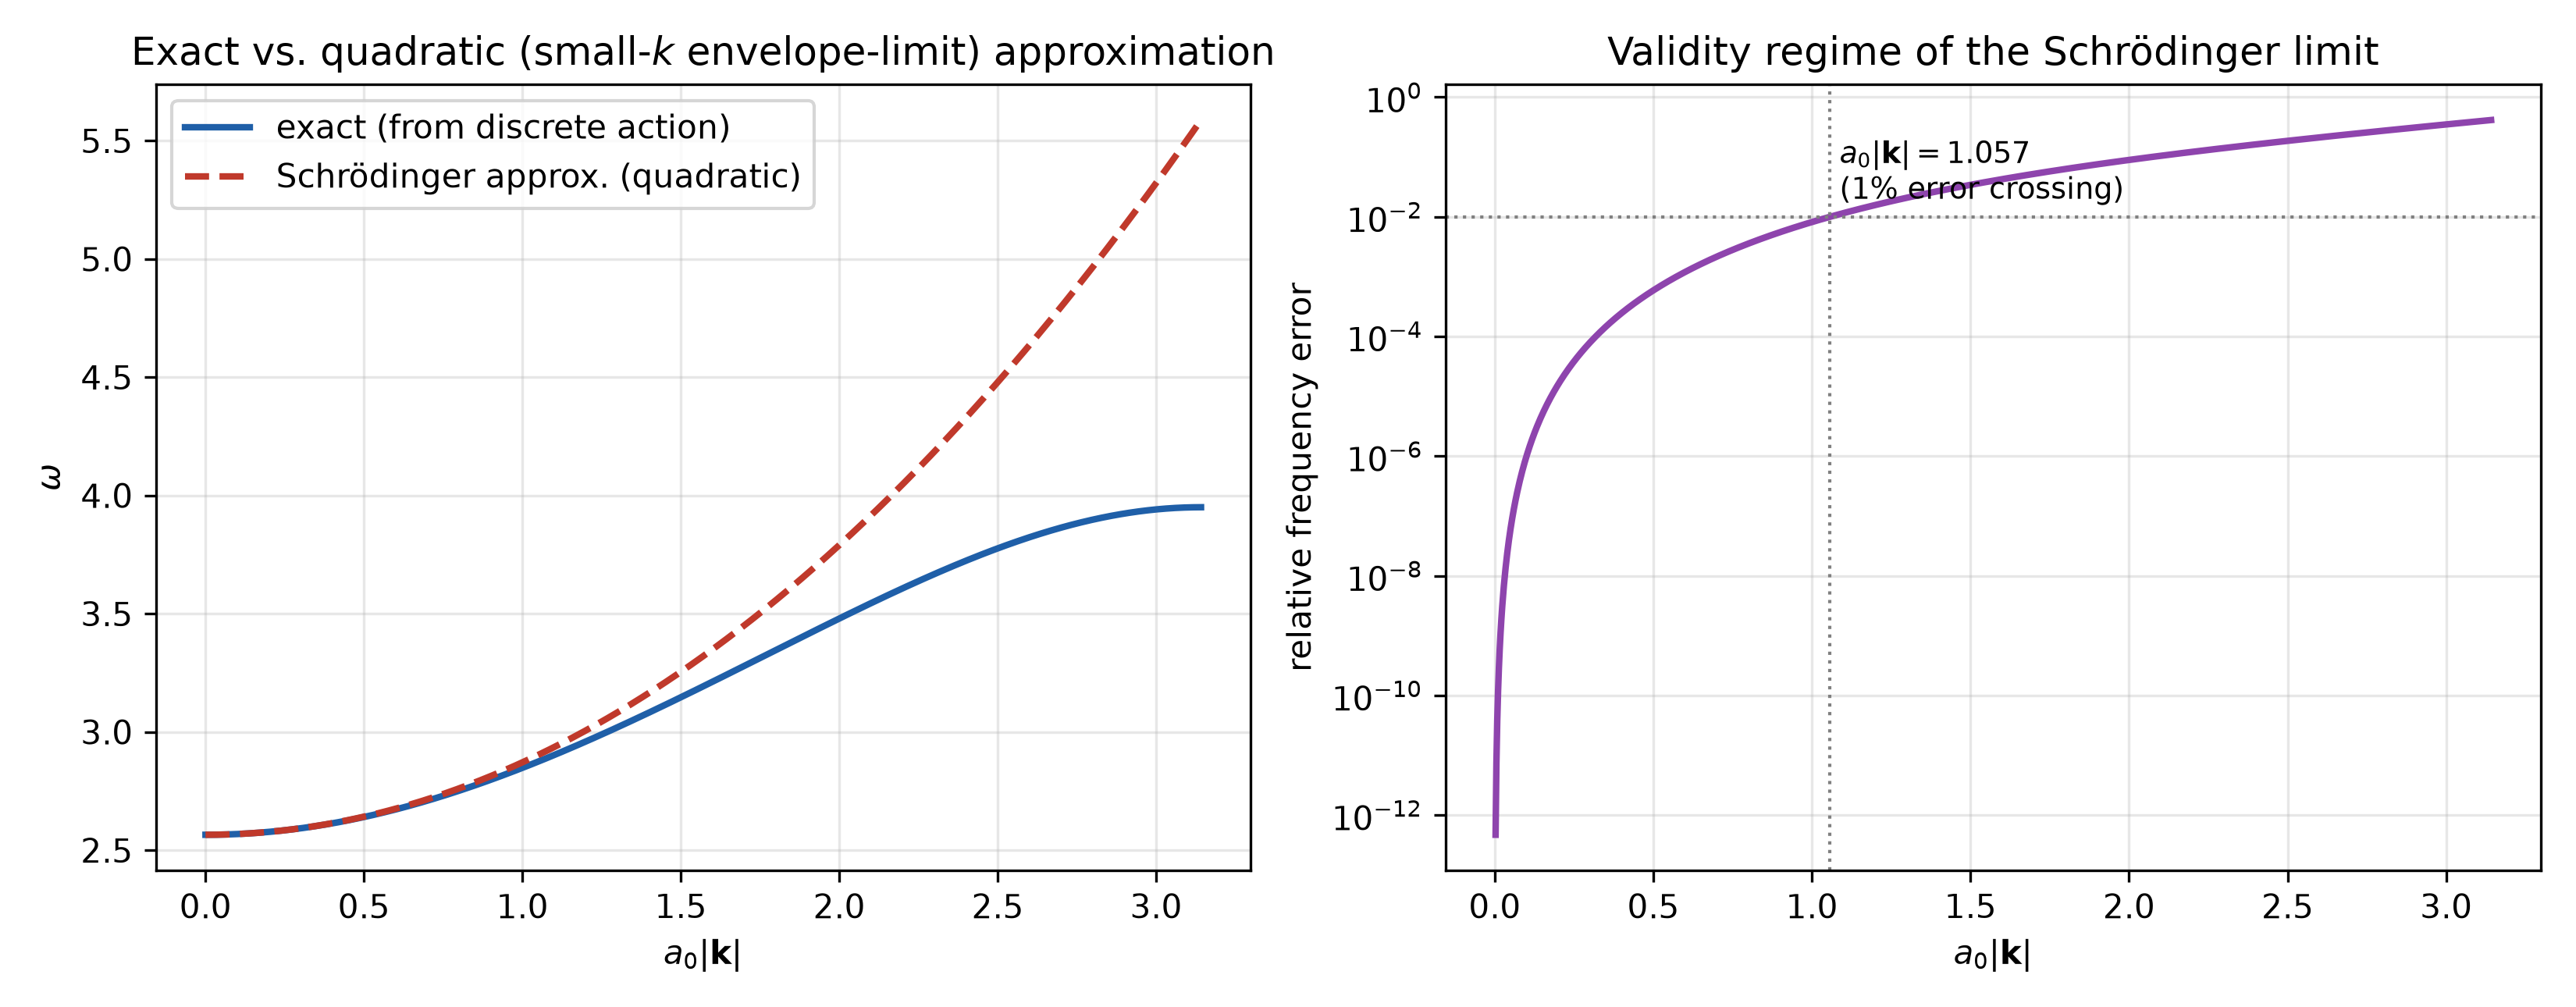 Exact vs. quadratic (small-k envelope-limit) approximation
exact (from discrete action)
Schrödinger approx. (quadratic)
5.5
5.0
4.5
4.0
3.5
3.0
2.5
ω
0.0 0.5 1.0 1.5 2.0 2.5 3.0
a₀|k|
Validity regime of the Schrödinger limit
a₀|k| = 1.057
(1% error crossing)
10⁰
10⁻²
10⁻⁴
10⁻⁶
10⁻⁸
10⁻¹⁰
10⁻¹²
relative frequency error
0.0 0.5 1.0 1.5 2.0 2.5 3.0
a₀|k|